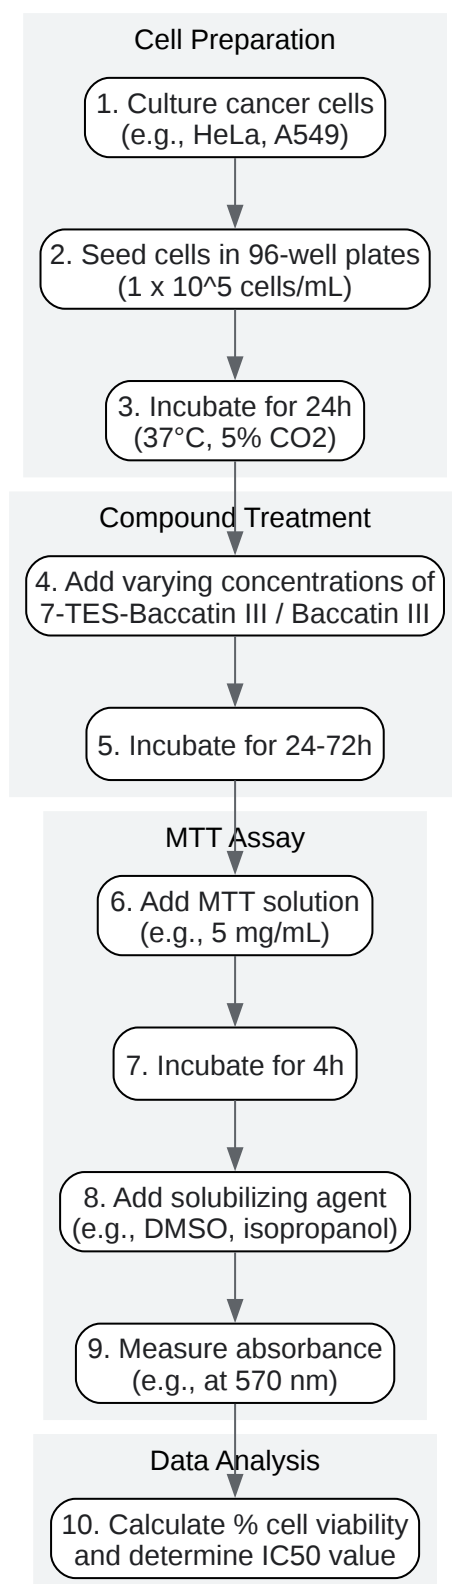 Cell Preparation
1. Culture cancer cells
(e.g., HeLa, A549)
2. Seed cells in 96-well plates
(1 x 10^5 cells/mL)
3. Incubate for 24h
(37°C, 5% CO2)
Compound Treatment
4. Add varying concentrations of
7-TES-Baccatin III / Baccatin III
5. Incubate for 24-72h
MTT Assay
6. Add MTT solution
(e.g., 5 mg/mL)
7. Incubate for 4h
8. Add solubilizing agent
(e.g., DMSO, isopropanol)
9. Measure absorbance
(e.g., at 570 nm)
Data Analysis
10. Calculate % cell viability
and determine IC50 value